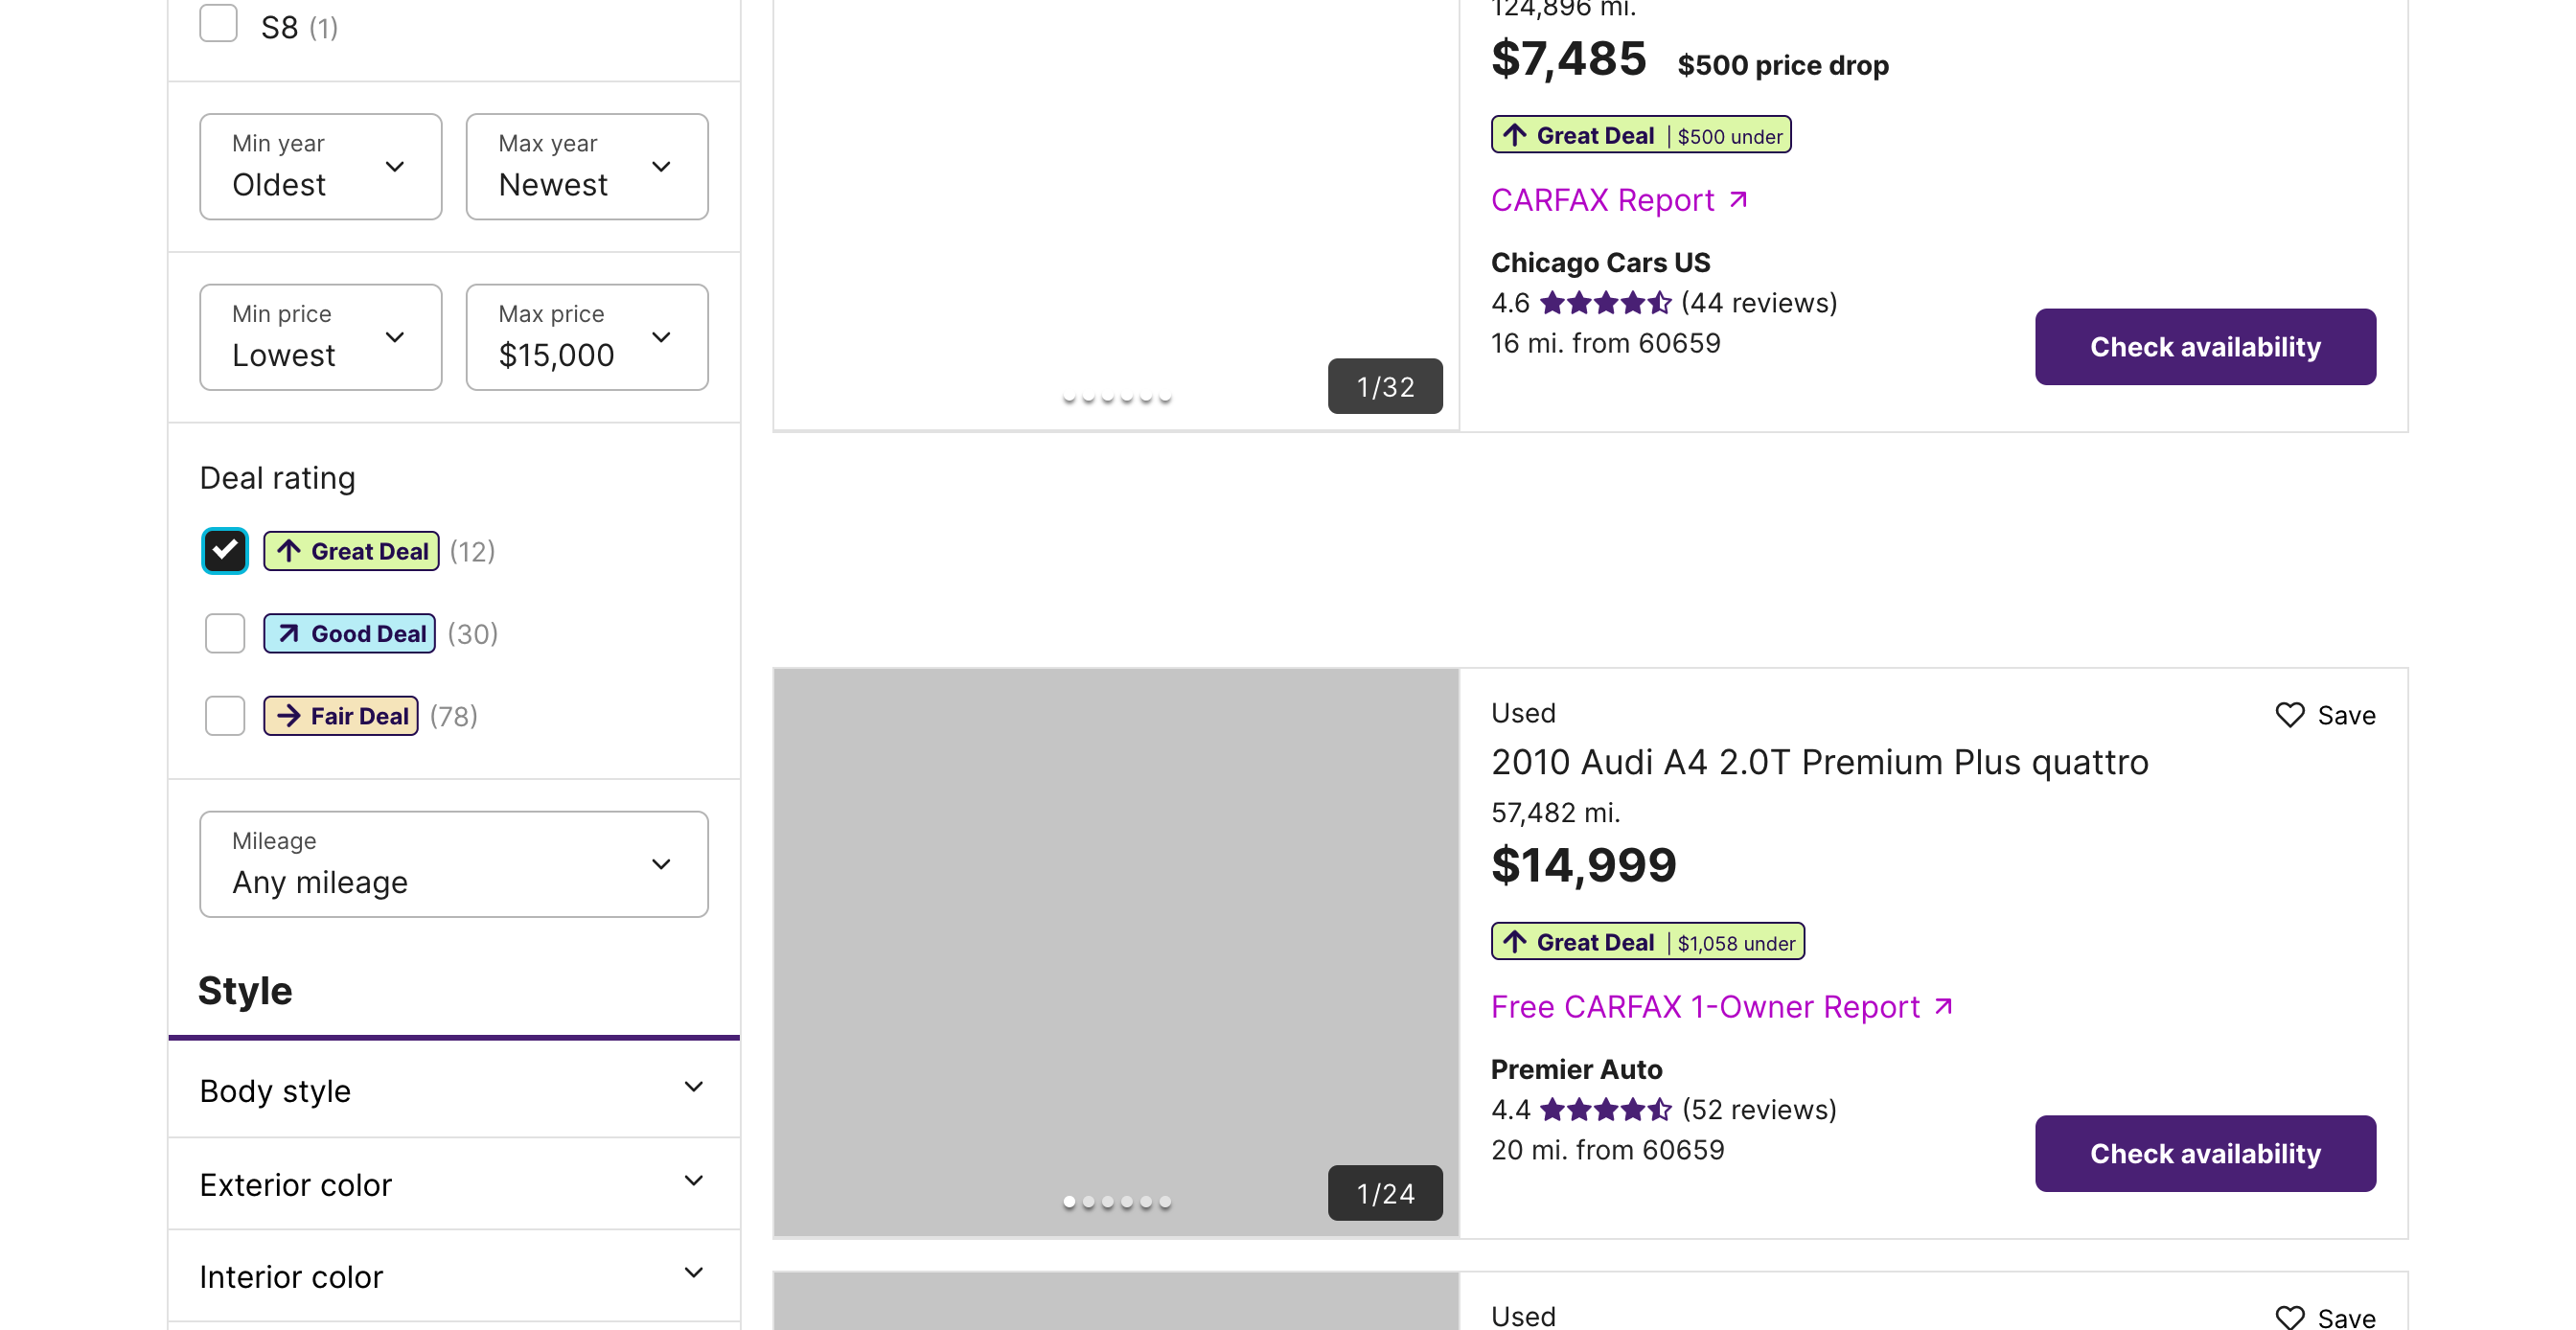 S8 (1)
Min year
Oldest
Max year
Newest
Min price
Lowest
Max price
$15,000
Deal rating
Great Deal (12)
Good Deal (30)
Fair Deal (78)
Mileage
Any mileage
Style
Body style
Exterior color
Interior color
124,896 mi.
$7,485 $500 price drop
Great Deal | $500 under
CARFAX Report
Chicago Cars US
4.6 (44 reviews)
16 mi. from 60659
Check availability
1/32
Used
Save
2010 Audi A4 2.0T Premium Plus quattro
57,482 mi.
$14,999
Great Deal | $1,058 under
Free CARFAX 1-Owner Report
Premier Auto
4.4 (52 reviews)
20 mi. from 60659
Check availability
1/24
Used
Save